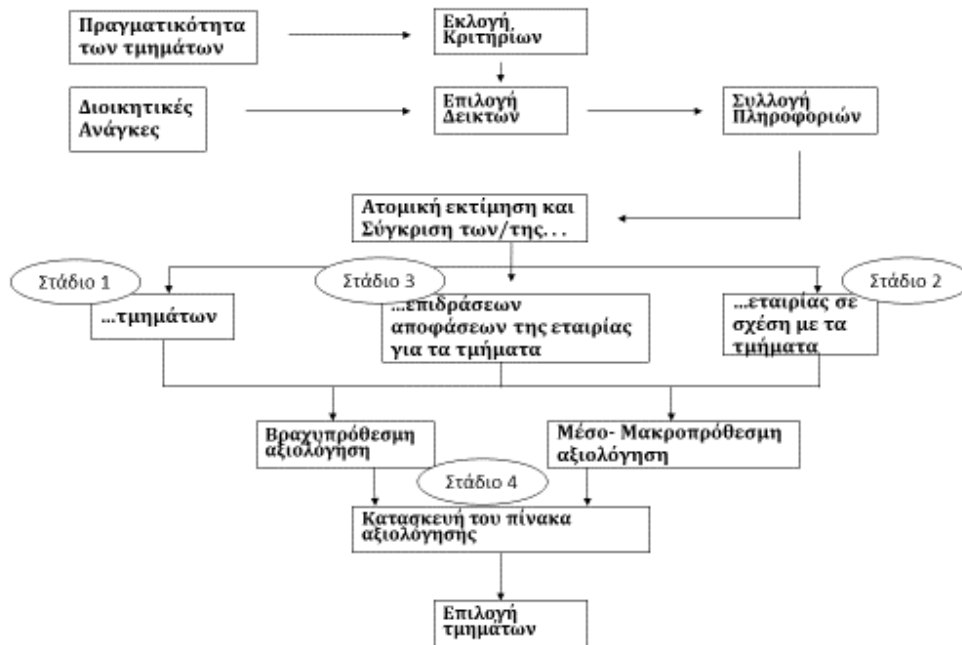 Πραγματικότητα
των τμημάτων
Εκλογή
Κριτηρίων
Διοικητικές
Ανάγκες
Επιλογή
Δεικτών
Συλλογή
Πληροφοριών
Ατομική εκτίμηση και
Σύγκριση των/της...
Στάδιο 1
Στάδιο 3
Στάδιο 2
...τμημάτων
...επιδράσεων
αποφάσεων της εταιρίας
για τα τμήματα
...εταιρίας σε
σχέση με τα
τμήματα
Βραχυπρόθεσμη
αξιολόγηση
Μέσο- Μακροπρόθεσμη
αξιολόγηση
Στάδιο 4
Κατασκευή του πίνακα
αξιολόγησης
Επιλογή
τμημάτων